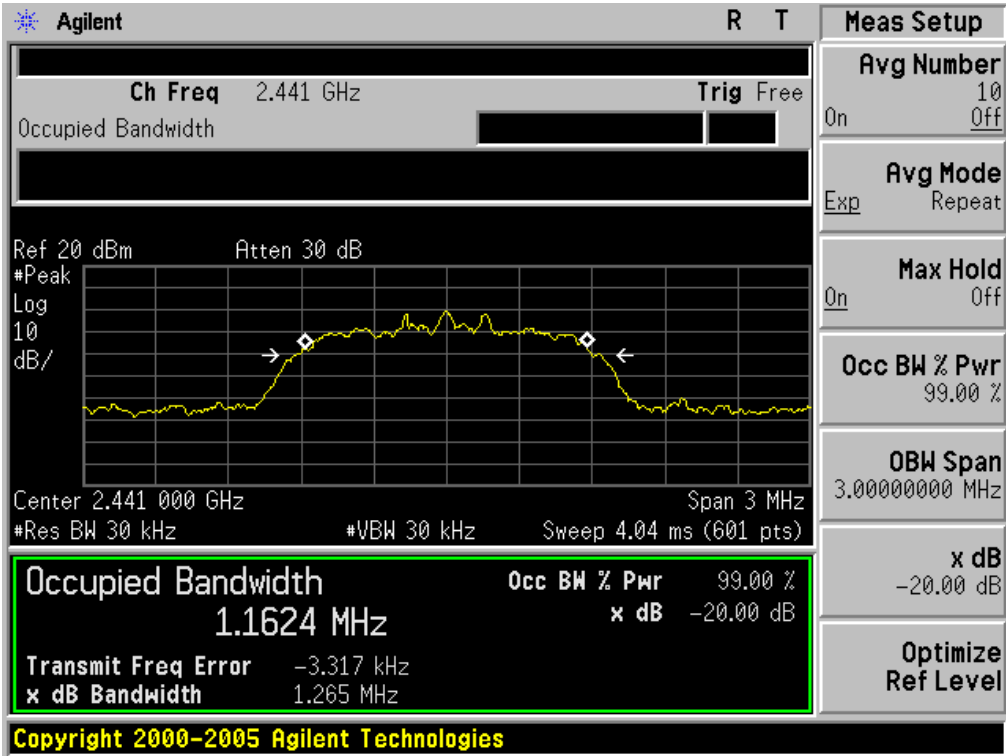 Agilent R T
Ch Freq 2.441 GHz Trig Free
Occupied Bandwidth
Ref 20 dBm Atten 30 dB
#Peak
Log
10
dB/
Center 2.441 000 GHz Span 3 MHz
#Res BW 30 kHz #VBW 30 kHz Sweep 4.04 ms (601 pts)
Occupied Bandwidth
1.1624 MHz
Occ BW % Pwr 99.00 %
x dB -20.00 dB
Transmit Freq Error -3.317 kHz
x dB Bandwidth 1.265 MHz
Copyright 2000-2005 Agilent Technologies
Meas Setup
Avg Number
10
On Off
Avg Mode
Exp Repeat
Max Hold
On Off
Occ BW % Pwr
99.00 %
OBW Span
3.00000000 MHz
x dB
-20.00 dB
Optimize
Ref Level